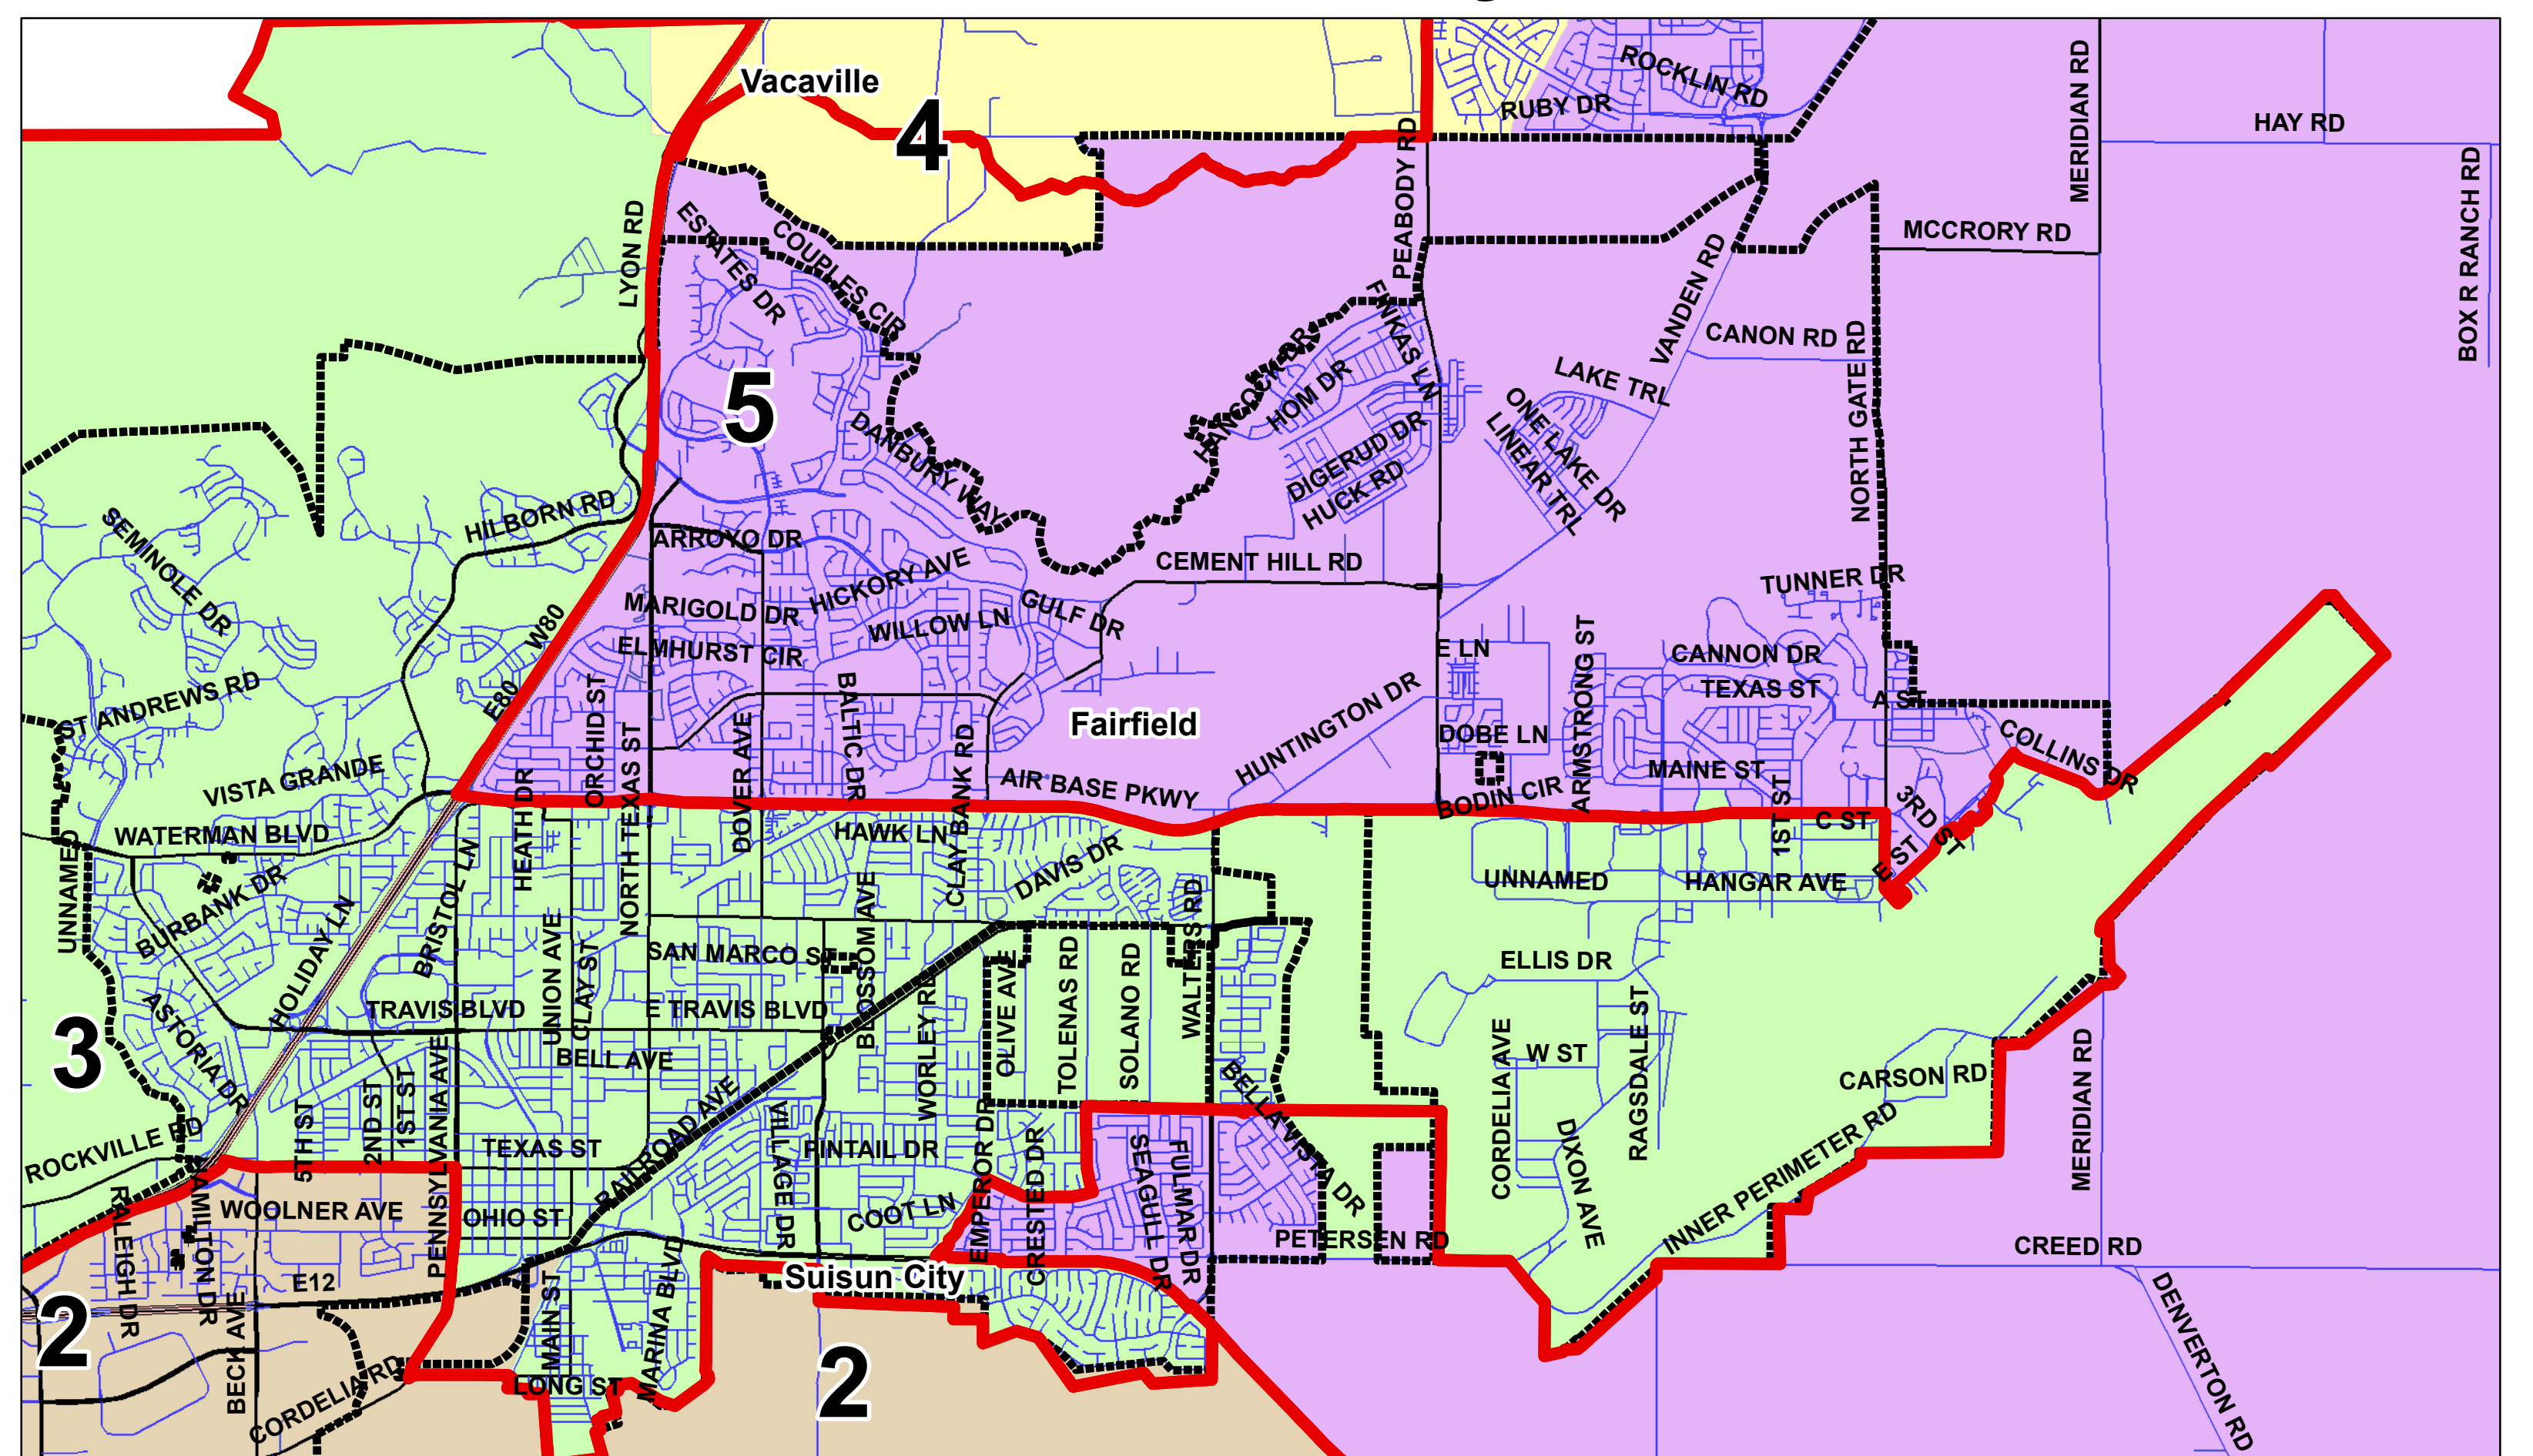 Vacaville
4
ROCKLIN RD
RUBY DR
MERIDIAN RD
HAY RD
PEABODY RD
BOX R RANCH RD
LYON RD
ESTATES DR
COUPLES CIR
MCCRORY RD
VANDEN RD
CANON RD
NORTH GATE RD
FINKAS LN
HANCOCK DR
HOM DR
LAKE TRL
ONE LAKE DR
LINEAR TRL
5
DANBURY WAY
DIGERUD DR
HUCK RD
SEMINOLE DR
HILBORN RD
ARROYO DR
HICKORY AVE
CEMENT HILL RD
TUNNER DR
W80
MARIGOLD DR
WILLOW LN
GULF DR
ELMHURST CIR
E LN
ARMSTRONG ST
CANNON DR
TEXAS ST
A ST
ST ANDREWS RD
E80
ORCHID ST
NORTH TEXAS ST
DOVER AVE
BALTIC DR
CLAY BANK RD
Fairfield
HUNTINGTON DR
DOBE LN
COLLINS DR
VISTA GRANDE
HEATH DR
AIR BASE PKWY
MAINE ST
BODIN CIR
1ST ST
C ST
3RD ST
E ST
WATERMAN BLVD
UNNAMED
HAWK LN
DAVIS DR
BURBANK DR
BRISTOL LN
HOLIDAY LN
UNNAMED
HANGAR AVE
UNION AVE
CLAY ST
SAN MARCO ST
BLOSSOM AVE
WALTERS RD
ELLIS DR
OLIVE AVE
TOLENAS RD
SOLANO RD
WORLEY RD
TRAVIS BLVD
E TRAVIS BLVD
3
ASTORIA DR
BELL AVE
RAGSDALE ST
W ST
CORDELIA AVE
CARSON RD
MERIDIAN RD
BELLA VISTA DR
5TH ST
2ND ST
1ST ST
PENNSYLVANIA AVE
ROCKVILLE RD
TEXAS ST
RAILROAD AVE
VILLAGE DR
PINTAIL DR
EMPEROR DR
CRESTED DR
SEAGULL DR
FULMAR DR
DIXON AVE
INNER PERIMETER RD
WOOLNER AVE
OHIO ST
COOT LN
PETERSEN RD
CREED RD
RALEIGH DR
HAMILTON DR
E12
Suisun City
2
BECK AVE
MAIN ST
MARINA BLVD
LONG ST
CORDELIA RD
2
DENVERTON RD